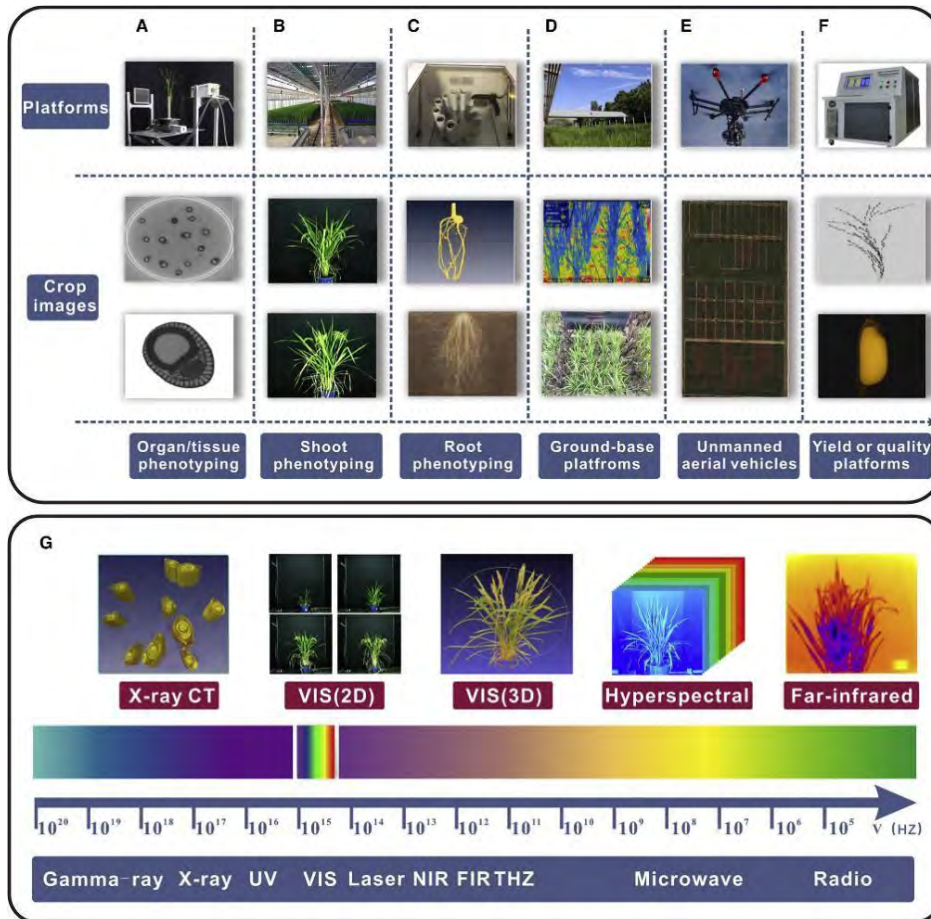 A B C D E F
Platforms
Crop
images
Organ/tissue
phenotyping
Shoot
phenotyping
Root
phenotyping
Ground-base
platfroms
Unmanned
aerial vehicles
Yield or quality
platforms
G
X-ray CT VIS(2D) VIS(3D) Hyperspectral Far-infrared
10²⁰ 10¹⁹ 10¹⁸ 10¹⁷ 10¹⁶ 10¹⁵ 10¹⁴ 10¹³ 10¹² 10¹¹ 10¹⁰ 10⁹ 10⁸ 10⁷ 10⁶ 10⁵ V (HZ)
Gamma-ray X-ray UV VIS Laser NIR FIR THZ Microwave Radio